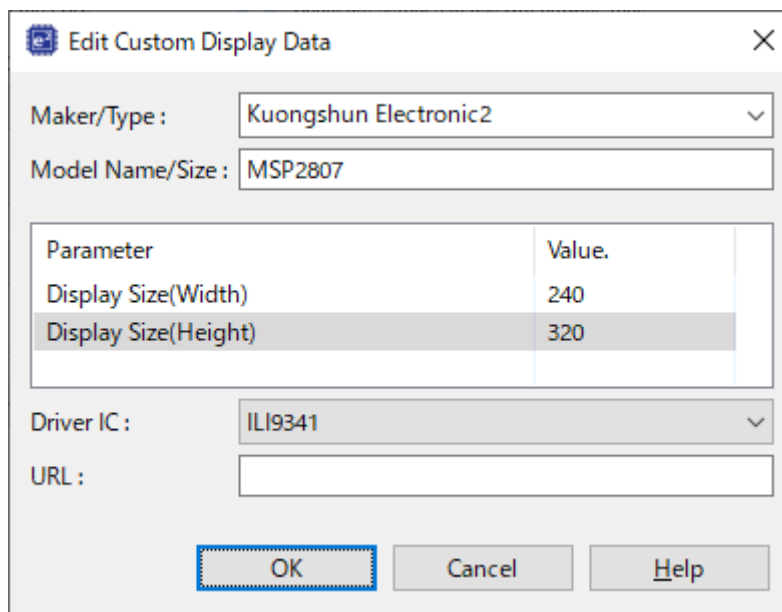 Edit Custom Display Data
Maker/Type : Kuongshun Electronic2
Model Name/Size : MSP2807
Parameter Value.
Display Size(Width) 240
Display Size(Height) 320
Driver IC : ILI9341
URL :
OK Cancel Help